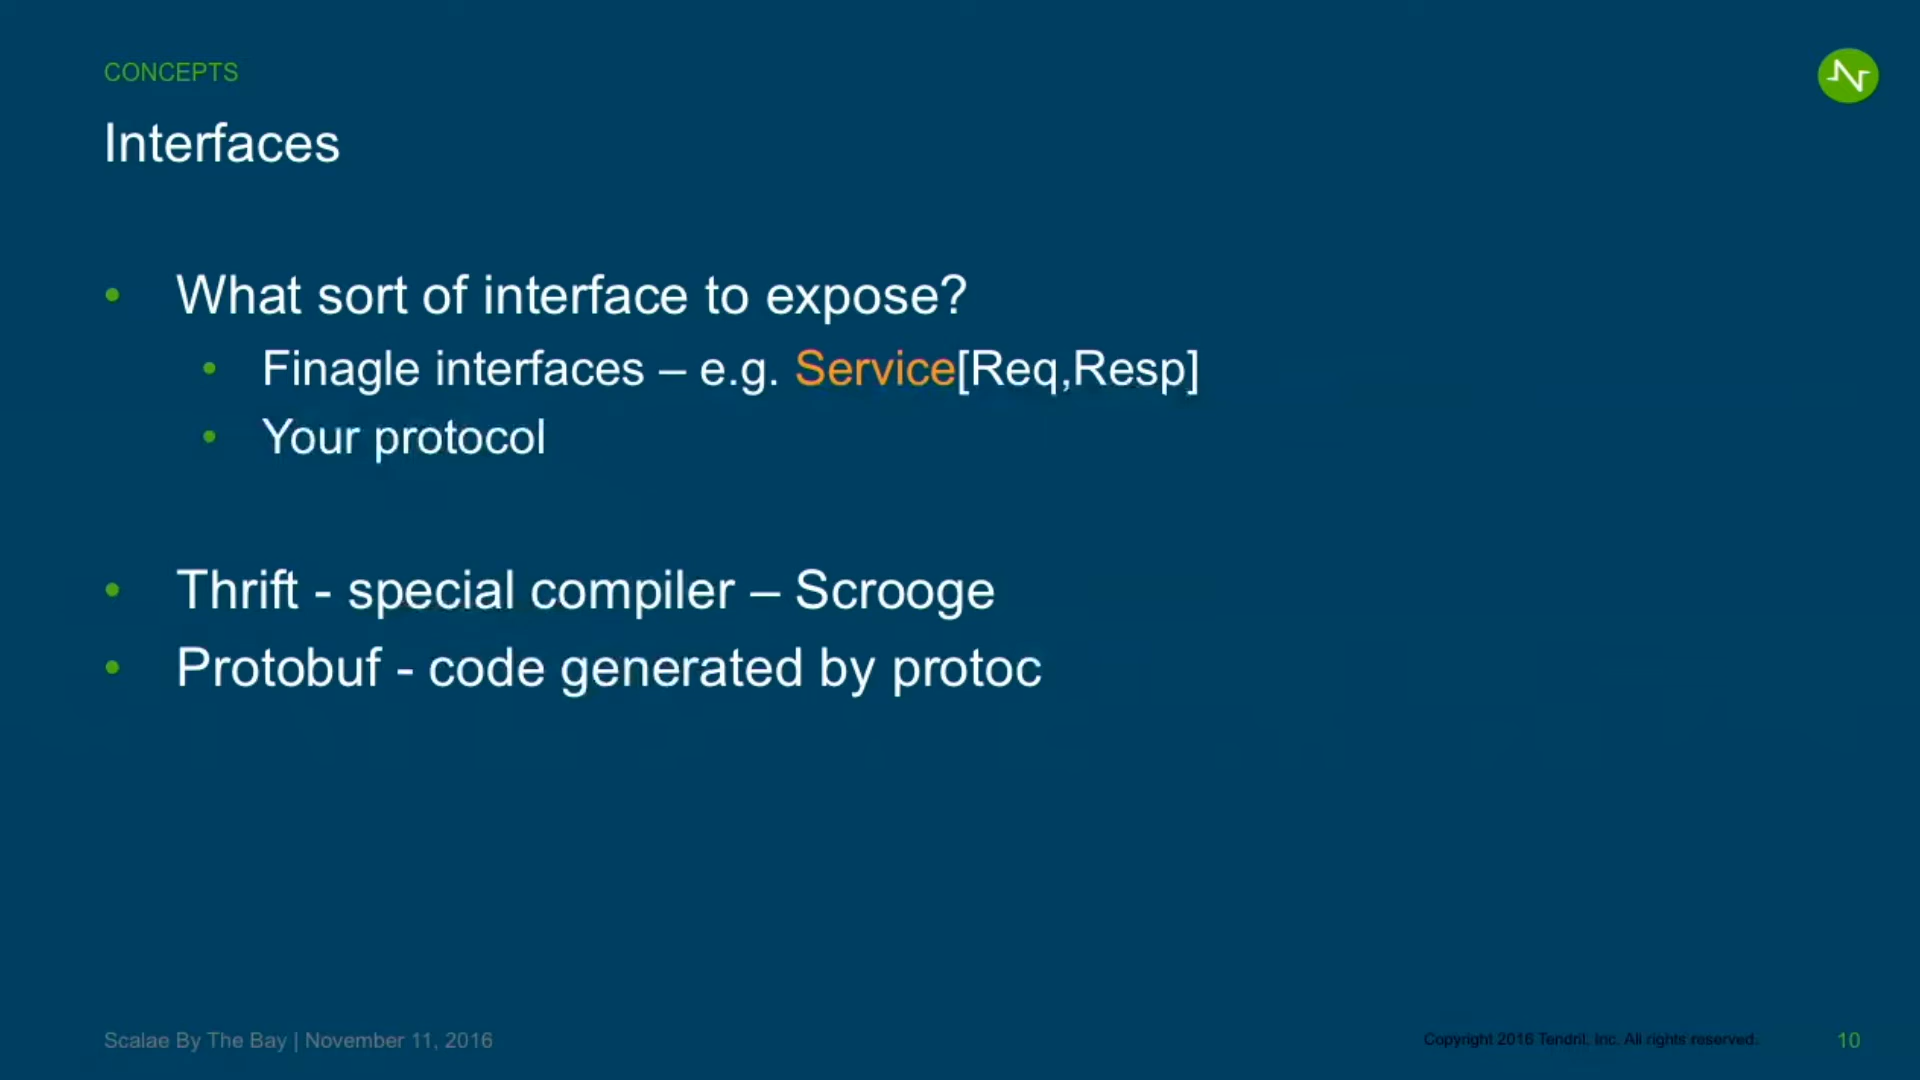 CONCEPTS
Interfaces
• What sort of interface to expose?
• Finagle interfaces – e.g. Service[Req,Resp]
• Your protocol
• Thrift - special compiler – Scrooge
• Protobuf - code generated by protoc
Scalae By The Bay | November 11, 2016
Copyright 2016 Tendril, Inc. All rights reserved.
10